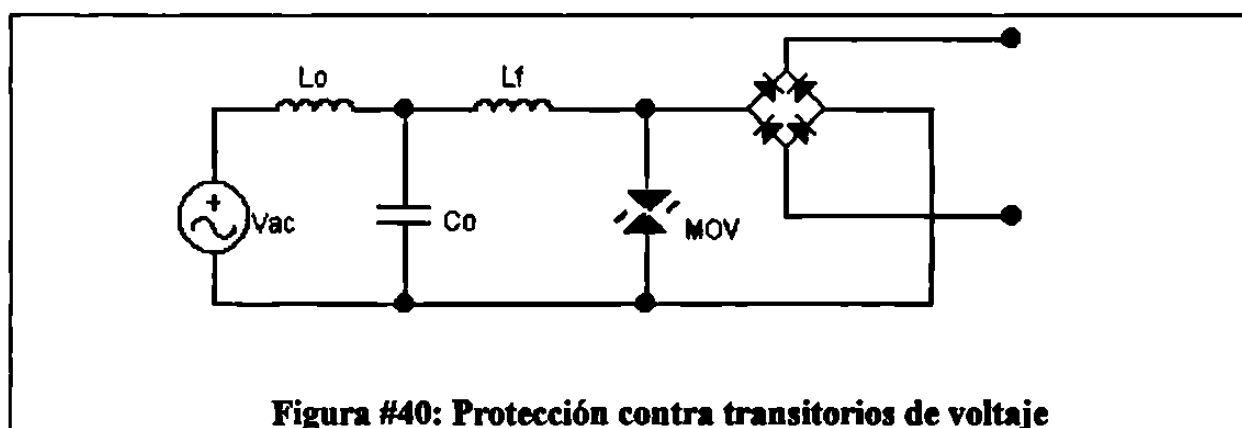 Lo
Lf
+
Vac
Co
MOV
Figura #40: Protección contra transitorios de voltaje